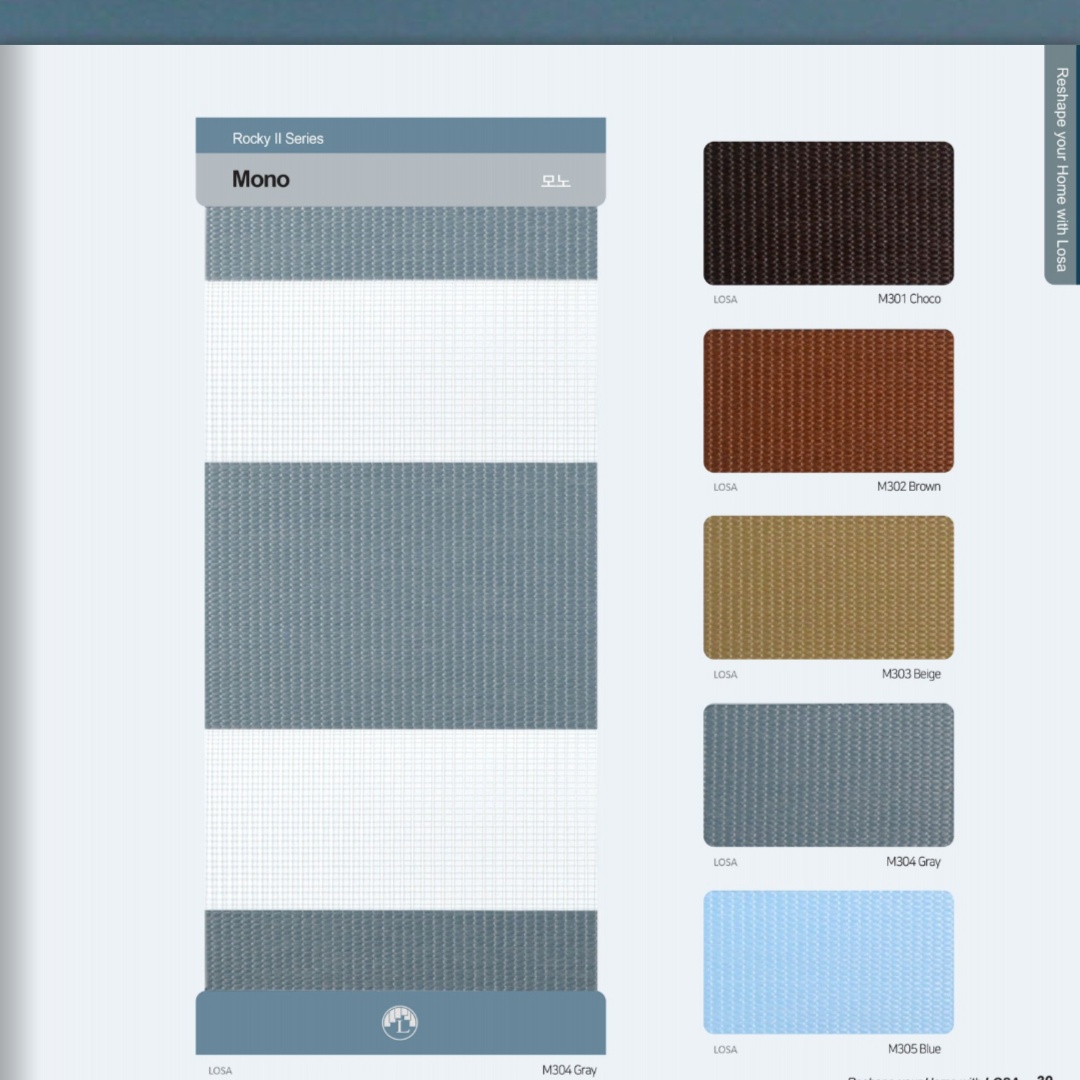 Reshape your Home with Losa
Rocky II Series
Mono
모노
LOSA
M301 Choco
LOSA
M302 Brown
LOSA
M303 Beige
LOSA
M304 Gray
LOSA
M305 Blue
L
LOSA
M304 Gray